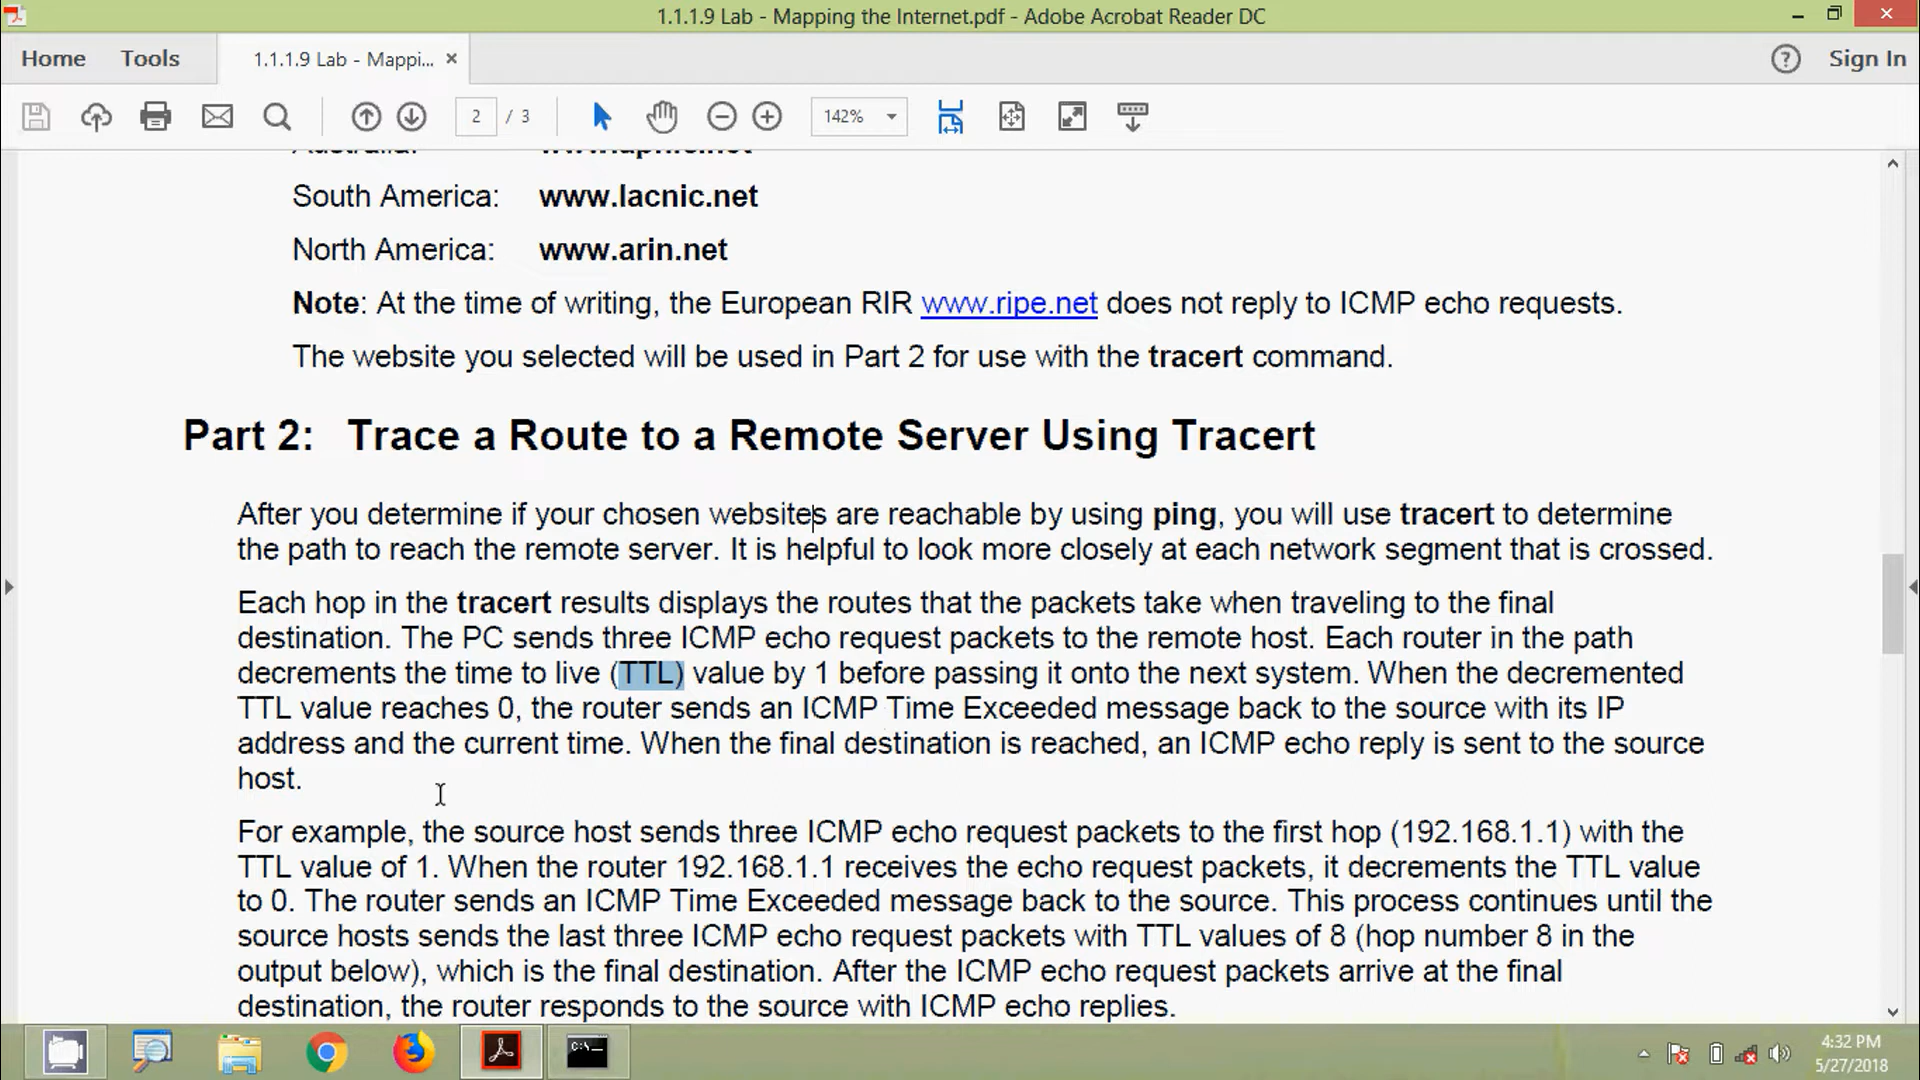 1.1.1.9 Lab - Mapping the Internet.pdf - Adobe Acrobat Reader DC
Home Tools 1.1.1.9 Lab - Mappi... × Sign In
2 / 3 142%
South America: www.lacnic.net
North America: www.arin.net
Note: At the time of writing, the European RIR www.ripe.net does not reply to ICMP echo requests.
The website you selected will be used in Part 2 for use with the tracert command.
Part 2: Trace a Route to a Remote Server Using Tracert
After you determine if your chosen websites are reachable by using ping, you will use tracert to determine
the path to reach the remote server. It is helpful to look more closely at each network segment that is crossed.
Each hop in the tracert results displays the routes that the packets take when traveling to the final
destination. The PC sends three ICMP echo request packets to the remote host. Each router in the path
decrements the time to live (TTL) value by 1 before passing it onto the next system. When the decremented
TTL value reaches 0, the router sends an ICMP Time Exceeded message back to the source with its IP
address and the current time. When the final destination is reached, an ICMP echo reply is sent to the source
host.
For example, the source host sends three ICMP echo request packets to the first hop (192.168.1.1) with the
TTL value of 1. When the router 192.168.1.1 receives the echo request packets, it decrements the TTL value
to 0. The router sends an ICMP Time Exceeded message back to the source. This process continues until the
source hosts sends the last three ICMP echo request packets with TTL values of 8 (hop number 8 in the
output below), which is the final destination. After the ICMP echo request packets arrive at the final
destination, the router responds to the source with ICMP echo replies.
4:32 PM
5/27/2018